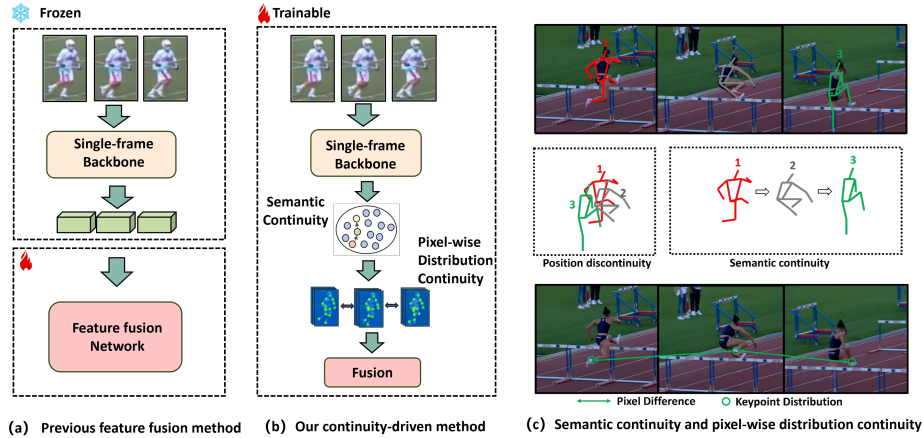 Frozen
Single-frame
Backbone
Feature fusion
Network
(a) Previous feature fusion method
Trainable
Single-frame
Backbone
Semantic
Continuity
Pixel-wise
Distribution
Continuity
Fusion
(b) Our continuity-driven method
1
2
3
1
2
3
Position discontinuity
1
2
3
Semantic continuity
Pixel Difference
Keypoint Distribution
(c) Semantic continuity and pixel-wise distribution continuity